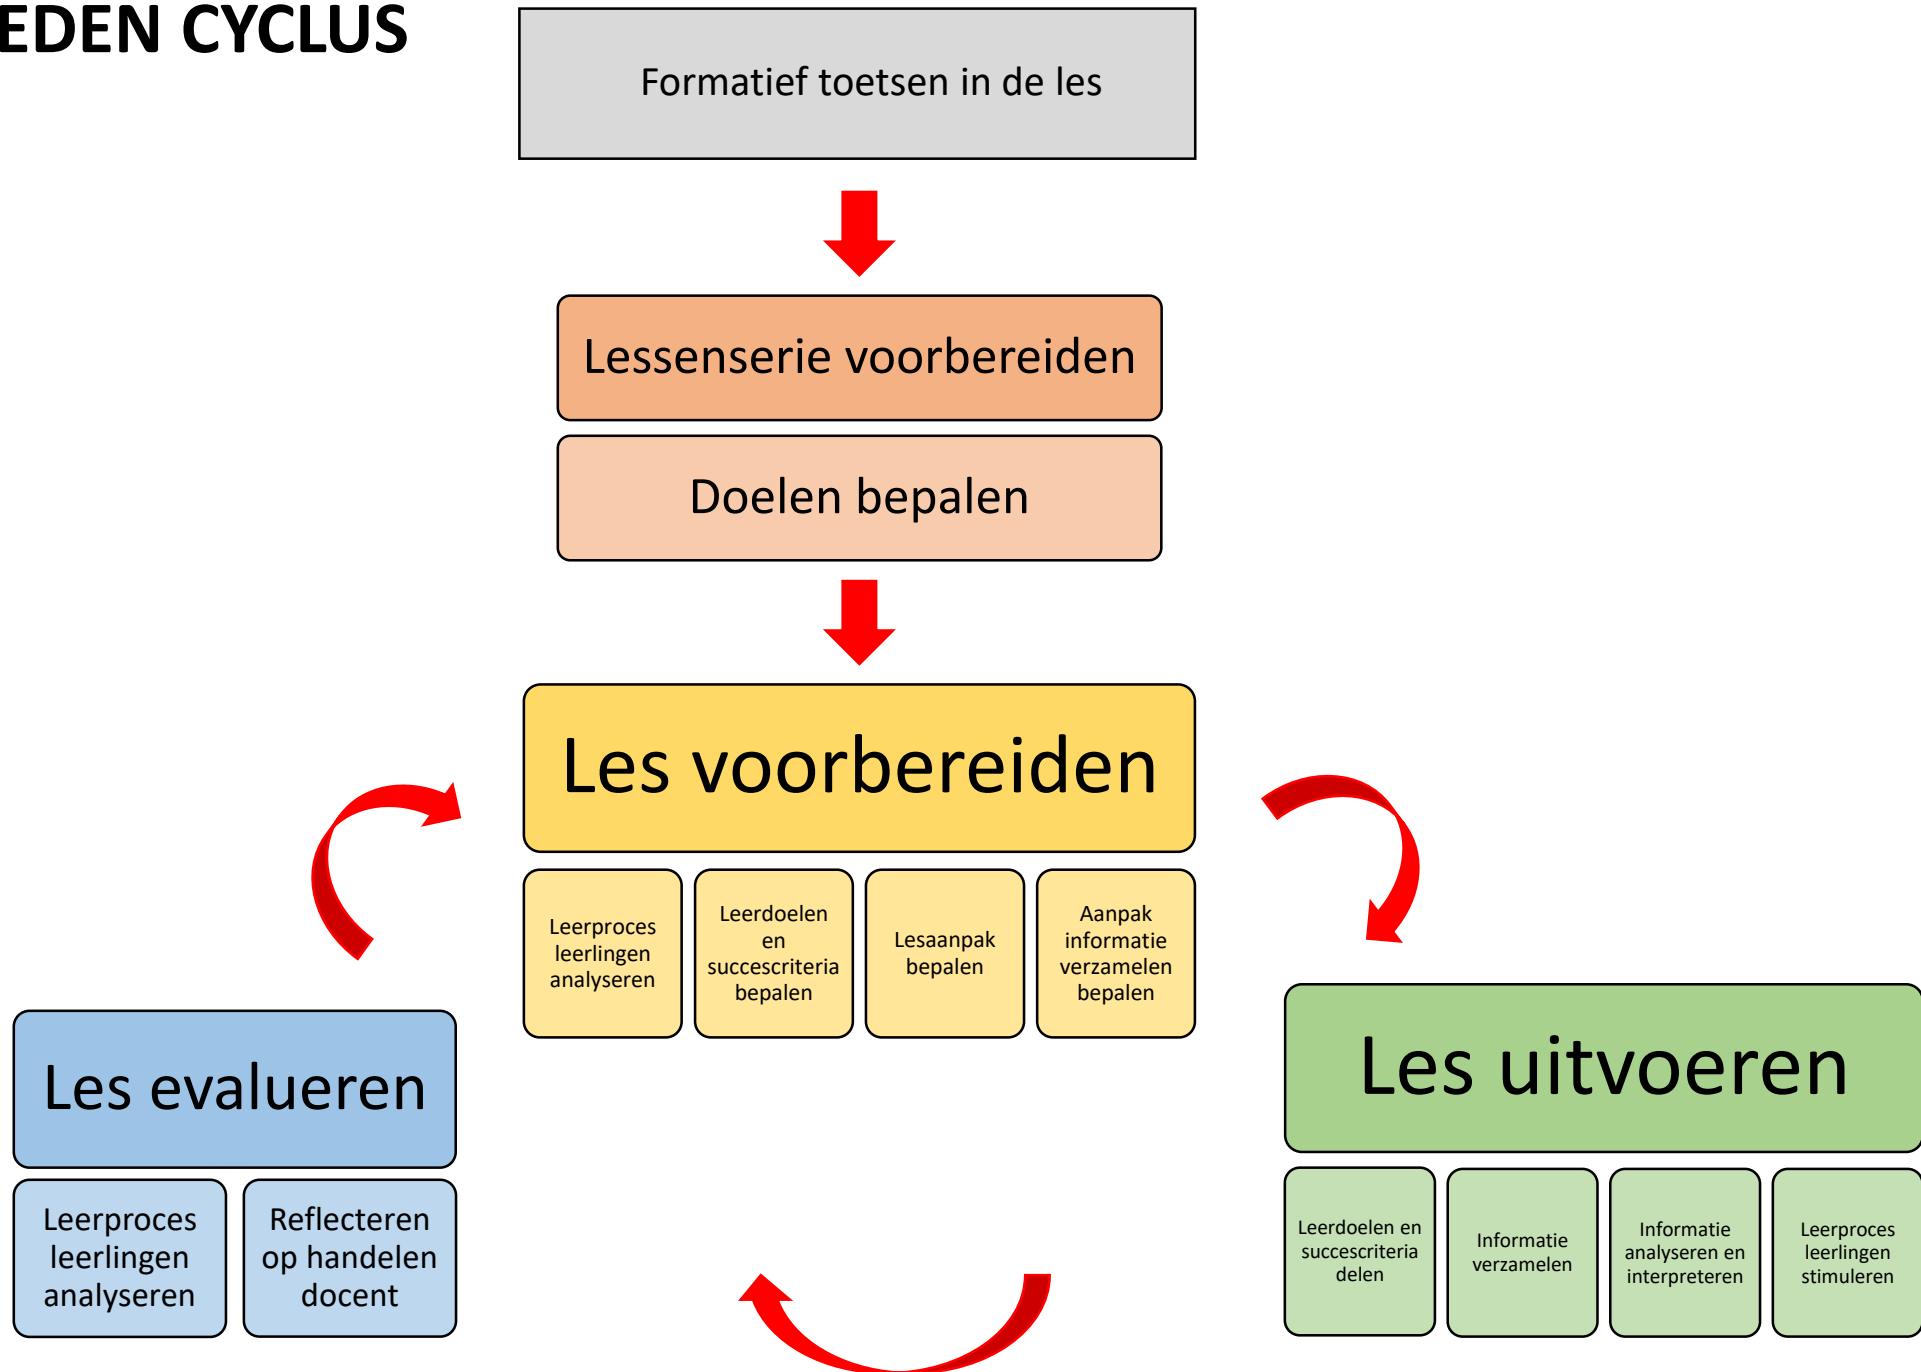 EDEN CYCLUS
Formatief toetsen in de les
Lessenserie voorbereiden
Doelen bepalen
Les voorbereiden
Leerproces
leerlingen
analyseren
Leerdoelen
en
succescriteria
bepalen
Lesaanpak
bepalen
Aanpak
informatie
verzamelen
bepalen
Les evalueren
Leerproces
leerlingen
analyseren
Reflecteren
op handelen
docent
Les uitvoeren
Leerdoelen en
succescriteria
delen
Informatie
verzamelen
Informatie
analyseren en
interpreteren
Leerproces
leerlingen
stimuleren